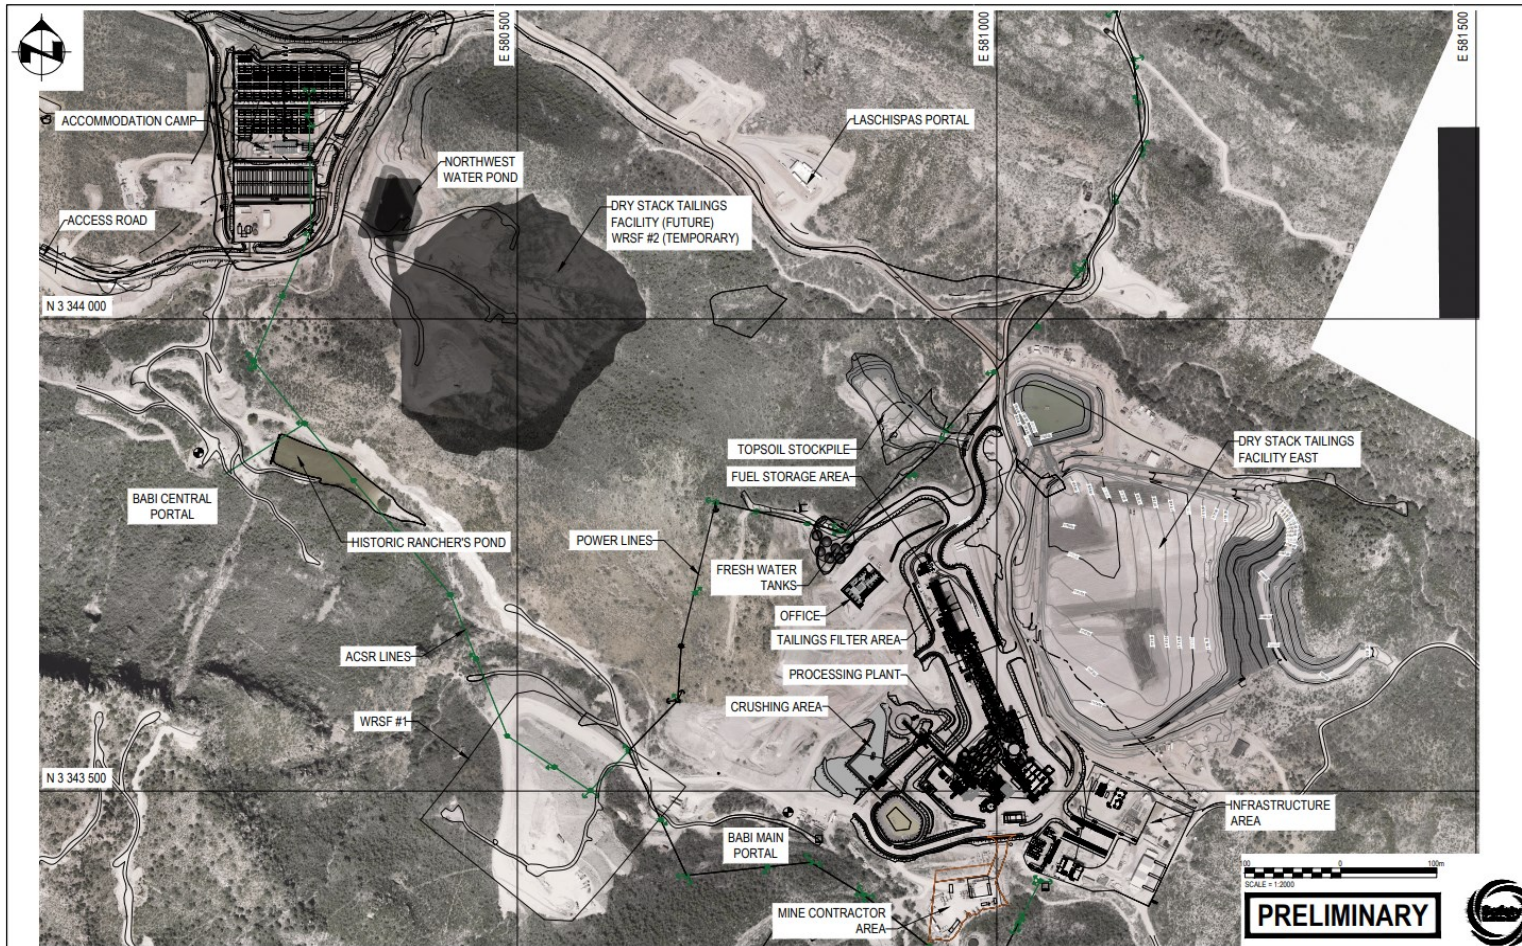 E 580 500
E 581 000
E 581 500
N
ACCOMMODATION CAMP
LASCHISPAS PORTAL
NORTHWEST
WATER POND
ACCESS ROAD
DRY STACK TAILINGS
FACILITY (FUTURE)
WRSF #2 (TEMPORARY)
N 3 344 000
TOPSOIL STOCKPILE
DRY STACK TAILINGS
FACILITY EAST
FUEL STORAGE AREA
BABI CENTRAL
PORTAL
HISTORIC RANCHER'S POND
POWER LINES
FRESH WATER
TANKS
OFFICE
TAILINGS FILTER AREA
ACSR LINES
PROCESSING PLANT
CRUSHING AREA
WRSF #1
N 3 343 500
INFRASTRUCTURE
AREA
BABI MAIN
PORTAL
100 0 100m
SCALE = 1:2000
MINE CONTRACTOR
AREA
PRELIMINARY